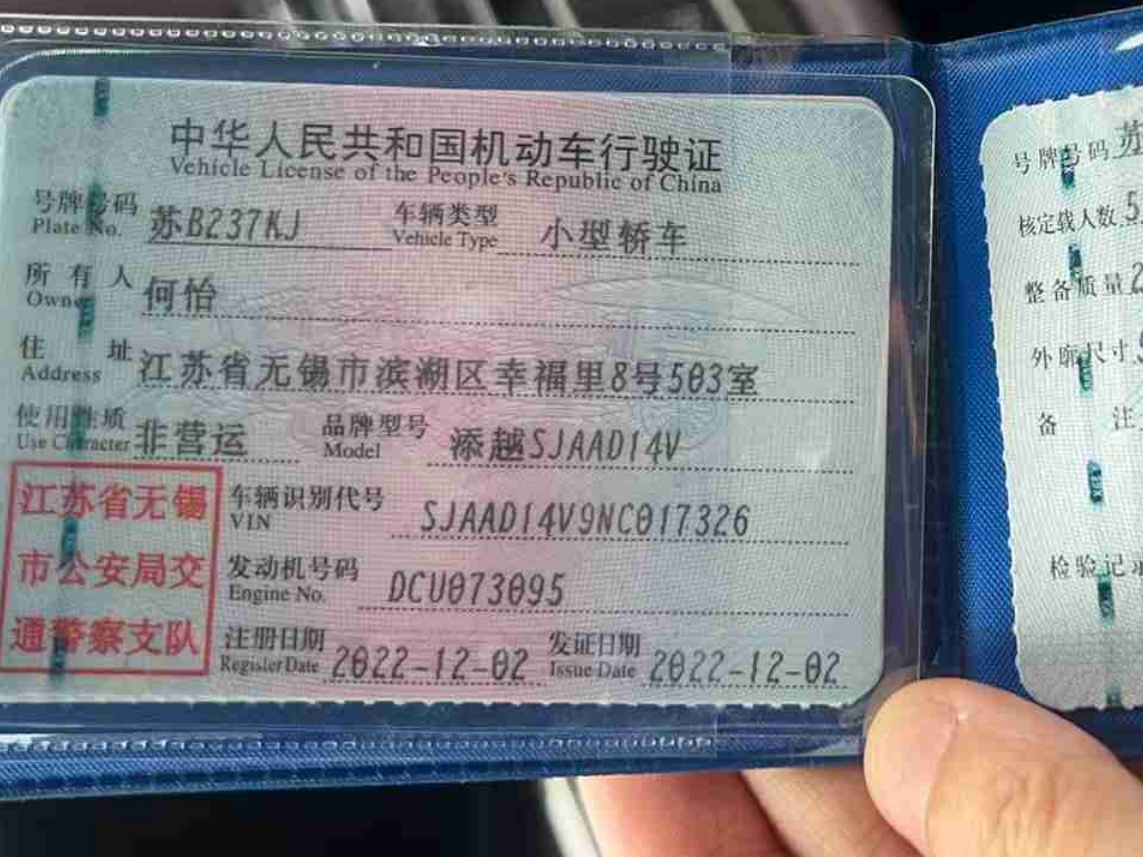 中华人民共和国机动车行驶证
Vehicle License of the People's Republic of China
号牌号码 苏B237KJ 车辆类型 小型轿车
Plate No. Vehicle Type
所有人 何怡
Owner
住址 江苏省无锡市滨湖区幸福里8号503室
Address
使用性质 非营运 品牌型号 添越SJAAD14V
Use Character Model
江苏省无锡
市公安局交
通警察支队
车辆识别代号 SJAAD14V9NC017326
VIN
发动机号码 DCU073095
Engine No.
注册日期 2022-12-02 发证日期 2022-12-02
Register Date Issue Date
号牌号码 苏
核定载人数 5
整备质量 2
外廓尺寸
备注
检验记录